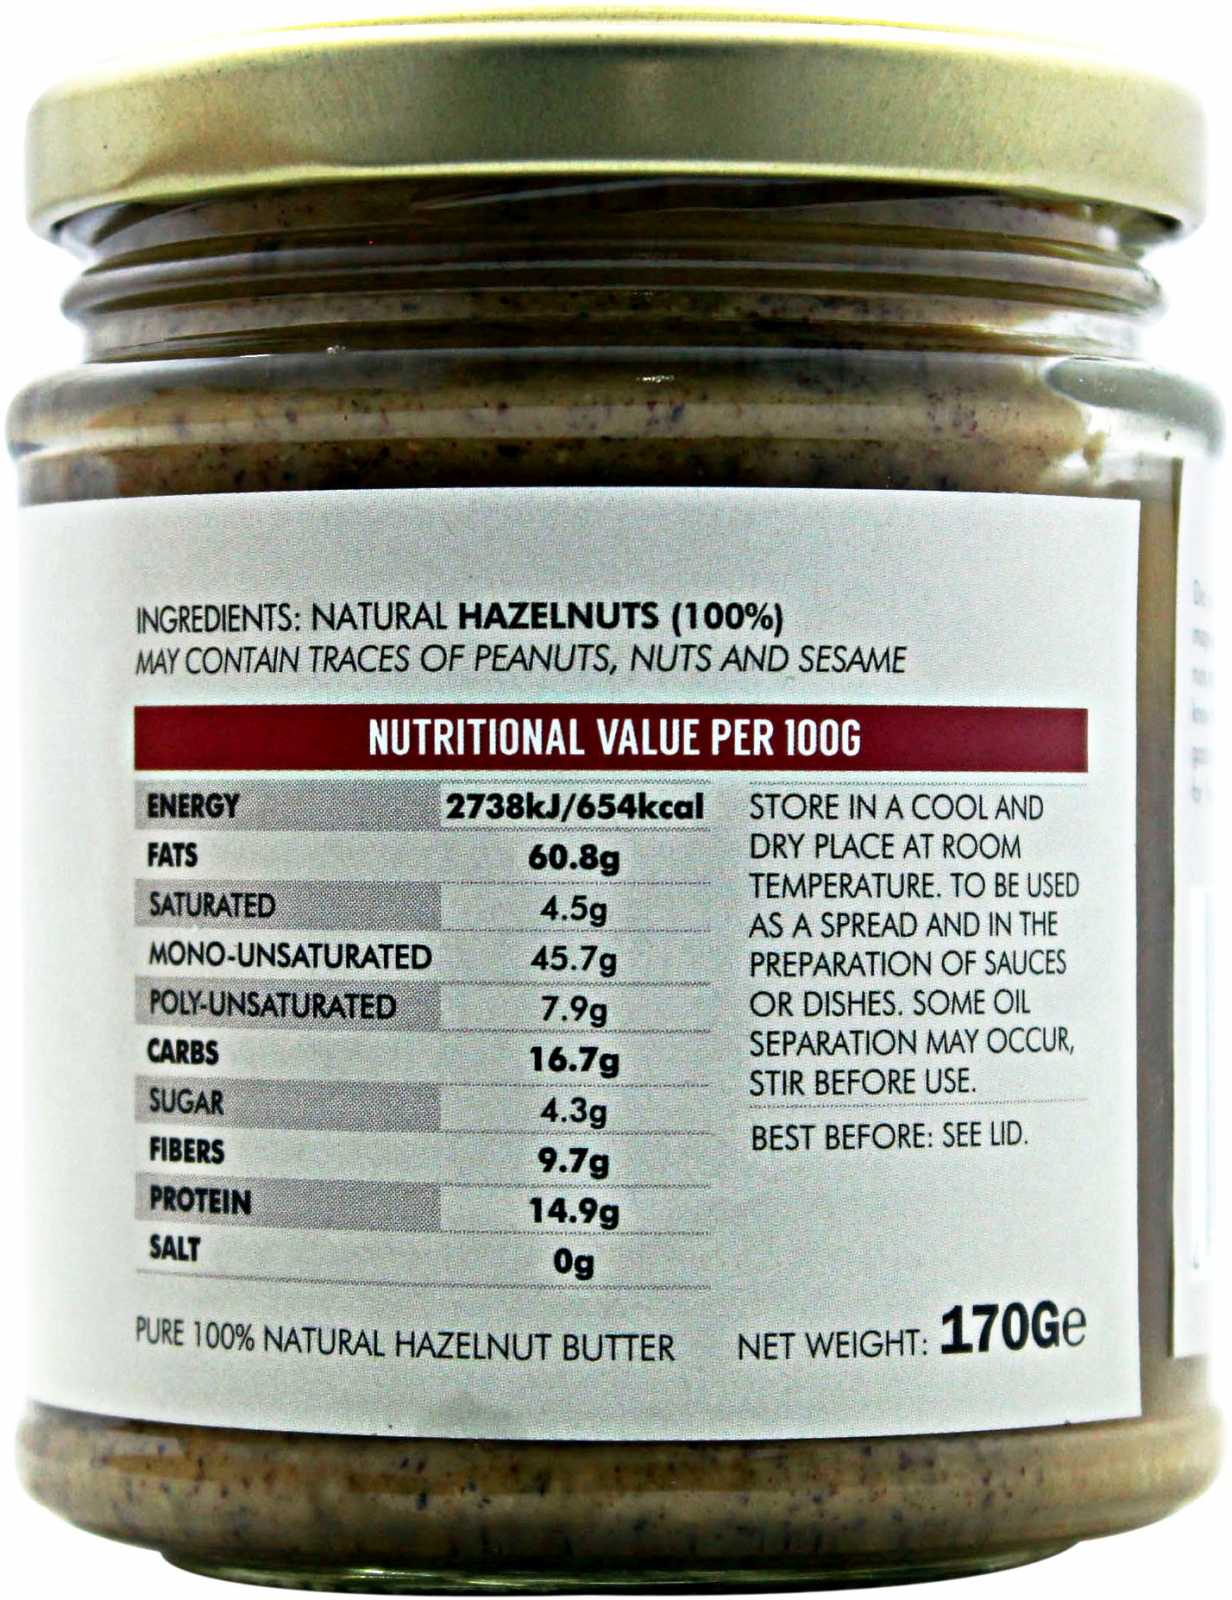 INGREDIENTS: NATURAL HAZELNUTS (100%)
MAY CONTAIN TRACES OF PEANUTS, NUTS AND SESAME
NUTRITIONAL VALUE PER 100G
ENERGY 2738kJ/654kcal
FATS 60.8g
SATURATED 4.5g
MONO-UNSATURATED 45.7g
POLY-UNSATURATED 7.9g
CARBS 16.7g
SUGAR 4.3g
FIBERS 9.7g
PROTEIN 14.9g
SALT 0g
STORE IN A COOL AND
DRY PLACE AT ROOM
TEMPERATURE. TO BE USED
AS A SPREAD AND IN THE
PREPARATION OF SAUCES
OR DISHES. SOME OIL
SEPARATION MAY OCCUR,
STIR BEFORE USE.
BEST BEFORE: SEE LID.
PURE 100% NATURAL HAZELNUT BUTTER
NET WEIGHT: 170Ge